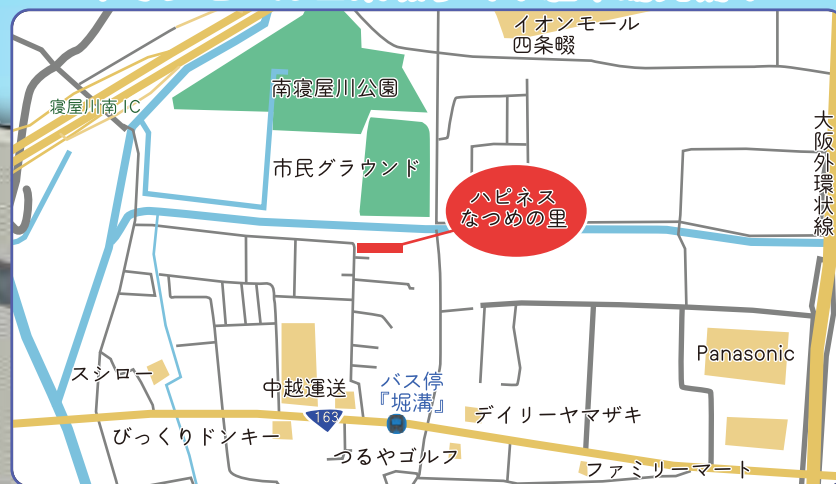 イオンモール
四条畷
南寝屋川公園
寝屋川南IC
大阪外環状線
市民グラウンド
ハピネス
なつめの里
Panasonic
スシロー
中越運送
バス停
『堀溝』
163
デイリーヤマザキ
びっくりドンキー
つるやゴルフ
ファミリーマート